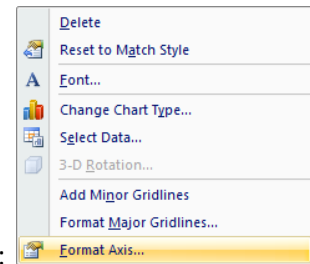 Delete
Reset to Match Style
A Font...
Change Chart Type...
Select Data...
3-D Rotation...
Add Minor Gridlines
Format Major Gridlines...
: Format Axis...